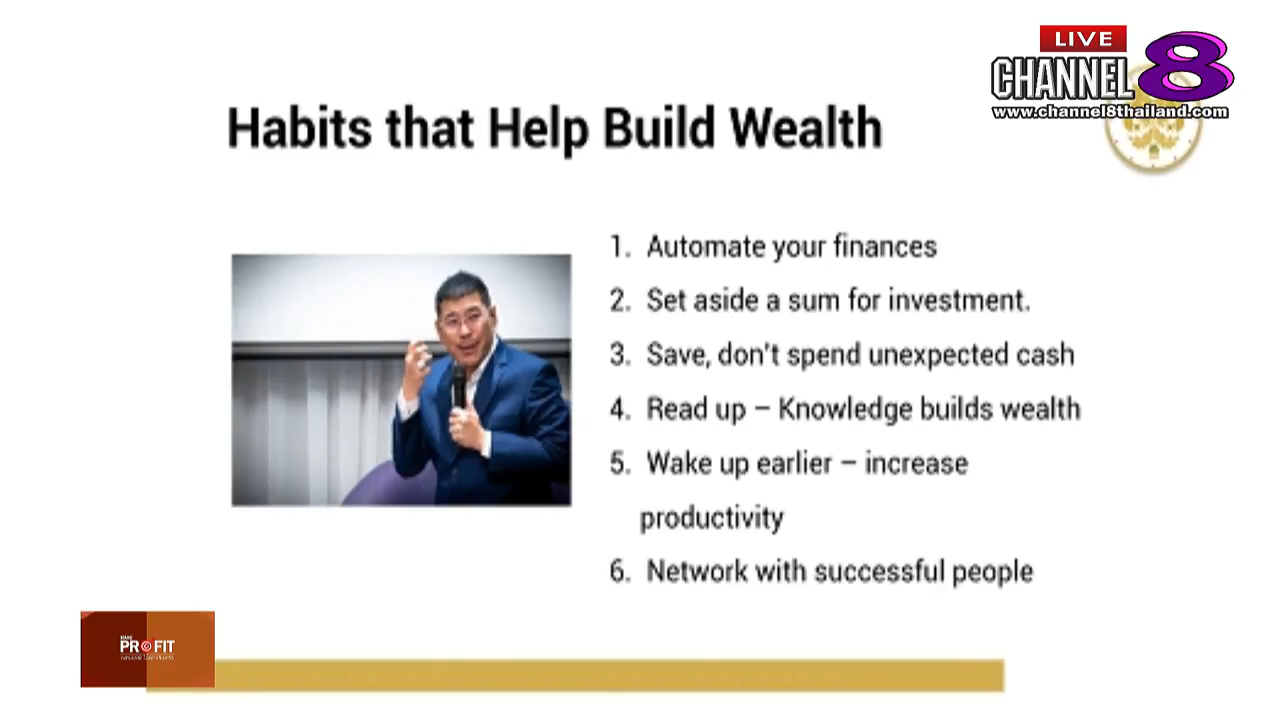 LIVE
CHANNEL 8
www.channel8thailand.com
Habits that Help Build Wealth
1. Automate your finances
2. Set aside a sum for investment.
3. Save, don't spend unexpected cash
4. Read up – Knowledge builds wealth
5. Wake up earlier – increase
productivity
6. Network with successful people
MAKE
PROFIT